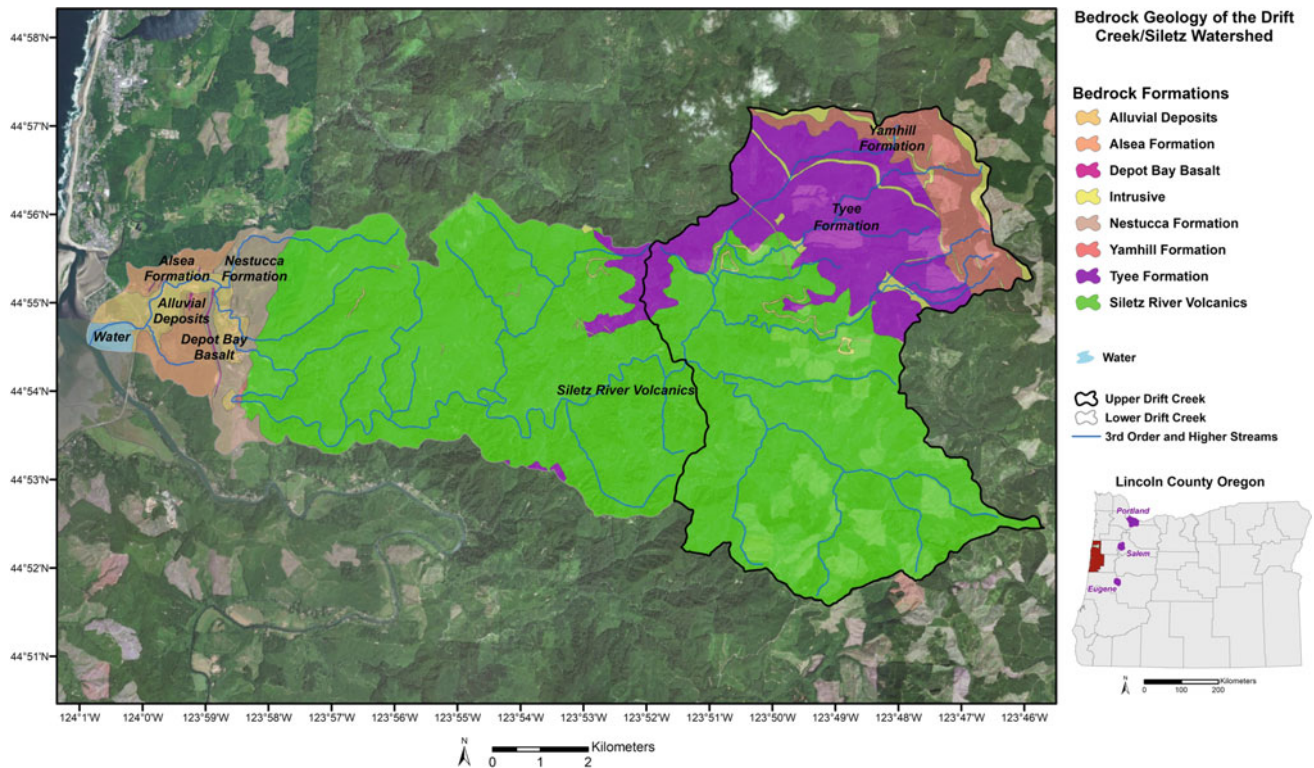 Bedrock Geology of the Drift
Creek/Siletz Watershed
44°58'N
44°57'N
44°56'N
44°55'N
44°54'N
44°53'N
44°52'N
44°51'N
Yamhill
Formation
Tyee
Formation
Alsea
Formation
Nestucca
Formation
Alluvial
Deposits
Water
Depot Bay
Basalt
Siletz River Volcanics
124°1'W
124°0'W
123°59'W
123°58'W
123°57'W
123°56'W
123°55'W
123°54'W
123°53'W
123°52'W
123°51'W
123°50'W
123°49'W
123°48'W
123°47'W
123°46'W
N
0 1 2 Kilometers
Bedrock Formations
Alluvial Deposits
Alsea Formation
Depot Bay Basalt
Intrusive
Nestucca Formation
Yamhill Formation
Tyee Formation
Siletz River Volcanics
Water
Upper Drift Creek
Lower Drift Creek
3rd Order and Higher Streams
Lincoln County Oregon
Portland
Salem
Eugene
N
0 100 200 Kilometers